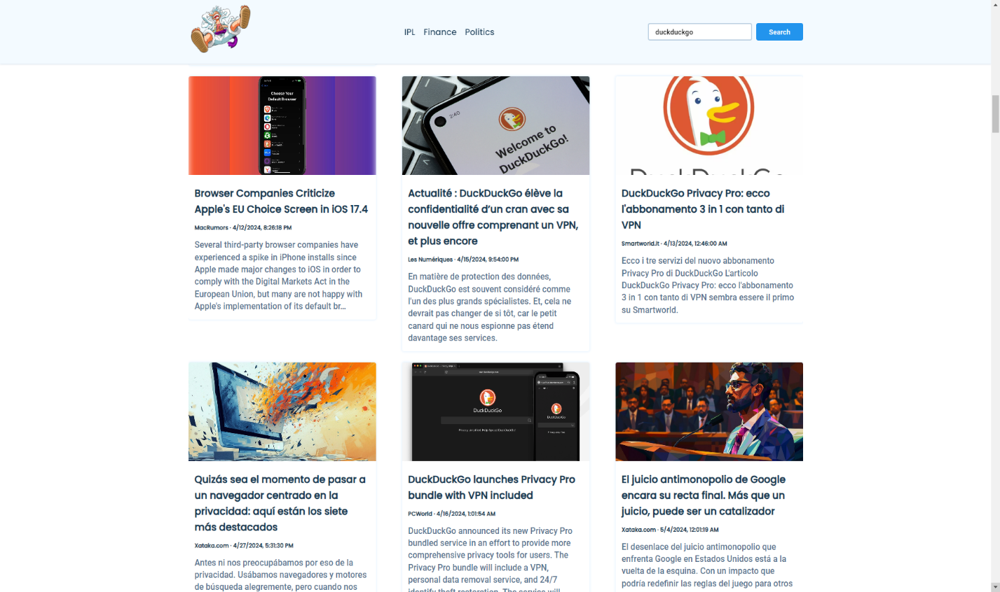 IPL Finance Politics
duckduckgo
Search
Choose Your
Default Browser
2:40
Welcome to
DuckDuckGo!
DuckDuckGo
Browser Companies Criticize
Apple's EU Choice Screen in iOS 17.4
MacRumors · 4/12/2024, 8:26:18 PM
Several third-party browser companies have
experienced a spike in iPhone installs since
Apple made major changes to iOS in order to
comply with the Digital Markets Act in the
European Union, but many are not happy with
Apple's implementation of its default br…
Actualité : DuckDuckGo élève la
confidentialité d’un cran avec sa
nouvelle offre comprenant un VPN,
et plus encore
Les Numériques · 4/15/2024, 9:54:00 PM
En matière de protection des données,
DuckDuckGo est souvent considéré comme
l'un des plus grands spécialistes. Et, cela ne
devrait pas changer de si tôt, car le petit
canard qui ne nous espionne pas étend
davantage ses services.
DuckDuckGo Privacy Pro: ecco
l'abbonamento 3 in 1 con tanto di
VPN
Smartworld.it · 4/13/2024, 12:46:00 AM
Ecco i tre servizi del nuovo abbonamento
Privacy Pro di DuckDuckGo L'articolo
DuckDuckGo Privacy Pro: ecco l'abbonamento
3 in 1 con tanto di VPN sembra essere il primo
su Smartworld.
DuckDuckGo
DuckDuckGo
Quizás sea el momento de pasar a
un navegador centrado en la
privacidad: aquí están los siete
más destacados
Xataka.com · 4/27/2024, 5:31:30 PM
Antes ni nos preocupábamos por eso de la
privacidad. Usábamos navegadores y motores
de búsqueda alegremente, pero cuando nos
DuckDuckGo launches Privacy Pro
bundle with VPN included
PCWorld · 4/16/2024, 1:01:54 AM
DuckDuckGo announced its new Privacy Pro
bundled service in an effort to provide more
comprehensive privacy tools for users. The
Privacy Pro bundle will include a VPN,
personal data removal service, and 24/7
identify theft restoration. The service will
El juicio antimonopolio de Google
encara su recta final. Más que un
juicio, puede ser un catalizador
Xataka.com · 5/4/2024, 12:01:19 AM
El desenlace del juicio antimonopolio que
enfrenta Google en Estados Unidos está a la
vuelta de la esquina. Con un impacto que
podría redefinir las reglas del juego para otros